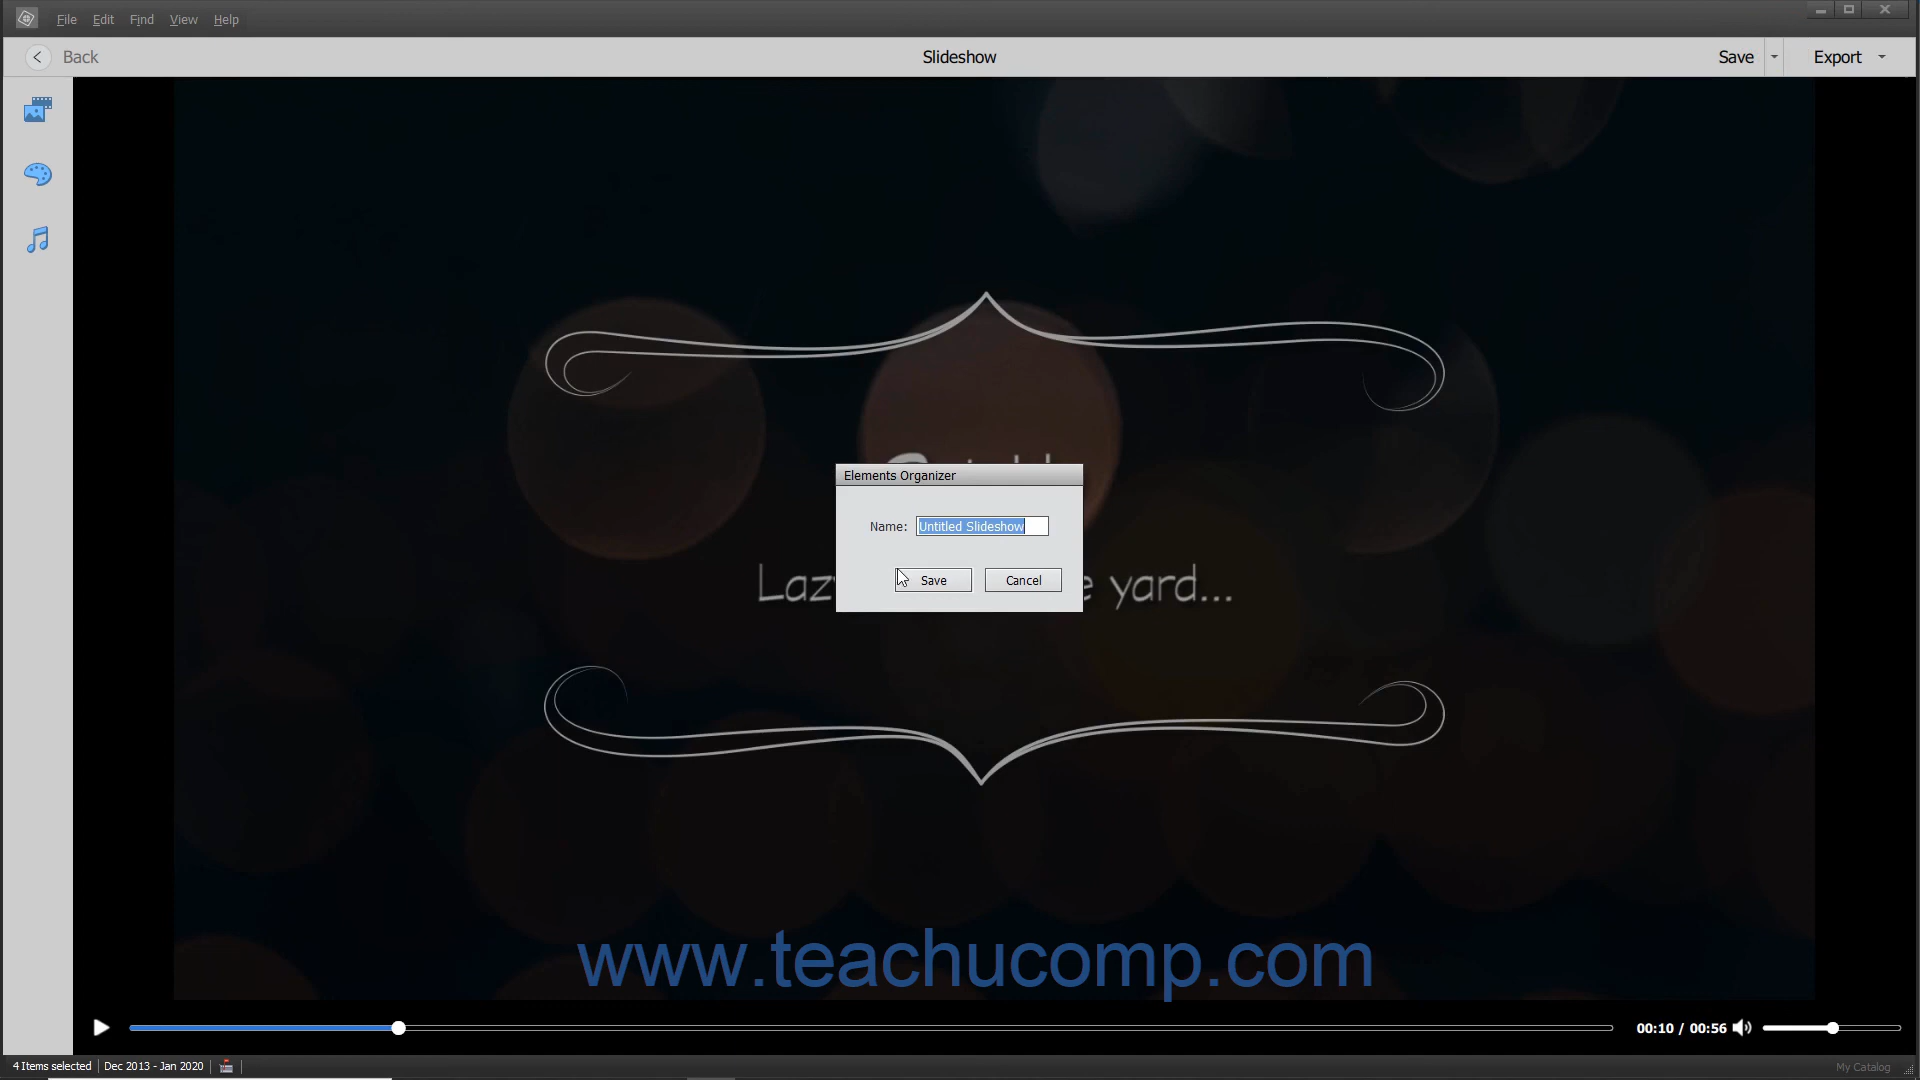 File Edit Find View Help
Back Slideshow Save Export
Elements Organizer
Name: Untitled Slideshow
Save Cancel
yard...
www.teachucomp.com
00:10 / 00:56
4 Items selected Dec 2013 - Jan 2020 My Catalog